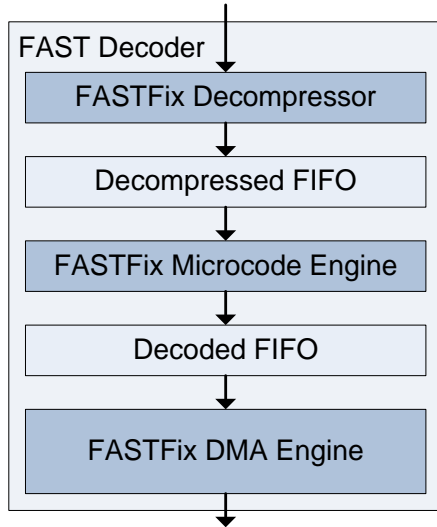 FAST Decoder
FASTFix Decompressor
Decompressed FIFO
FASTFix Microcode Engine
Decoded FIFO
FASTFix DMA Engine